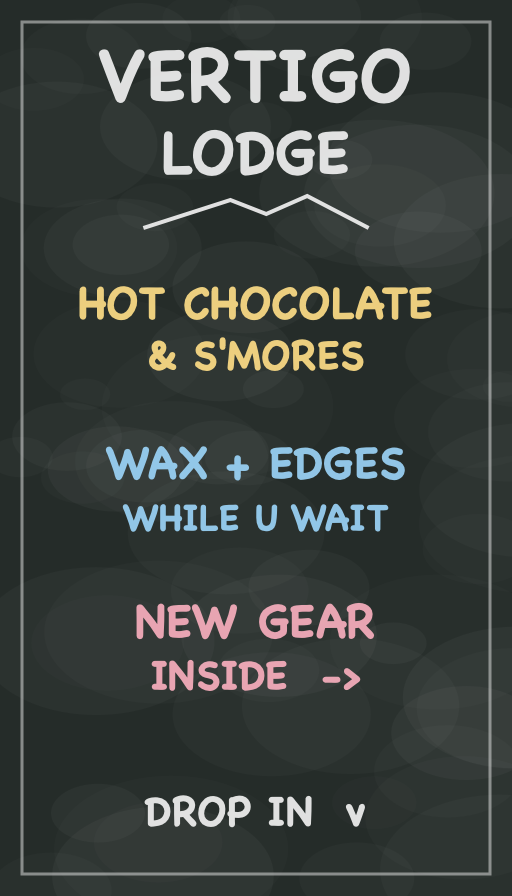 VERTIGO
LODGE
HOT CHOCOLATE
& S'MORES
WAX + EDGES
WHILE U WAIT
NEW GEAR
INSIDE ->
DROP IN v